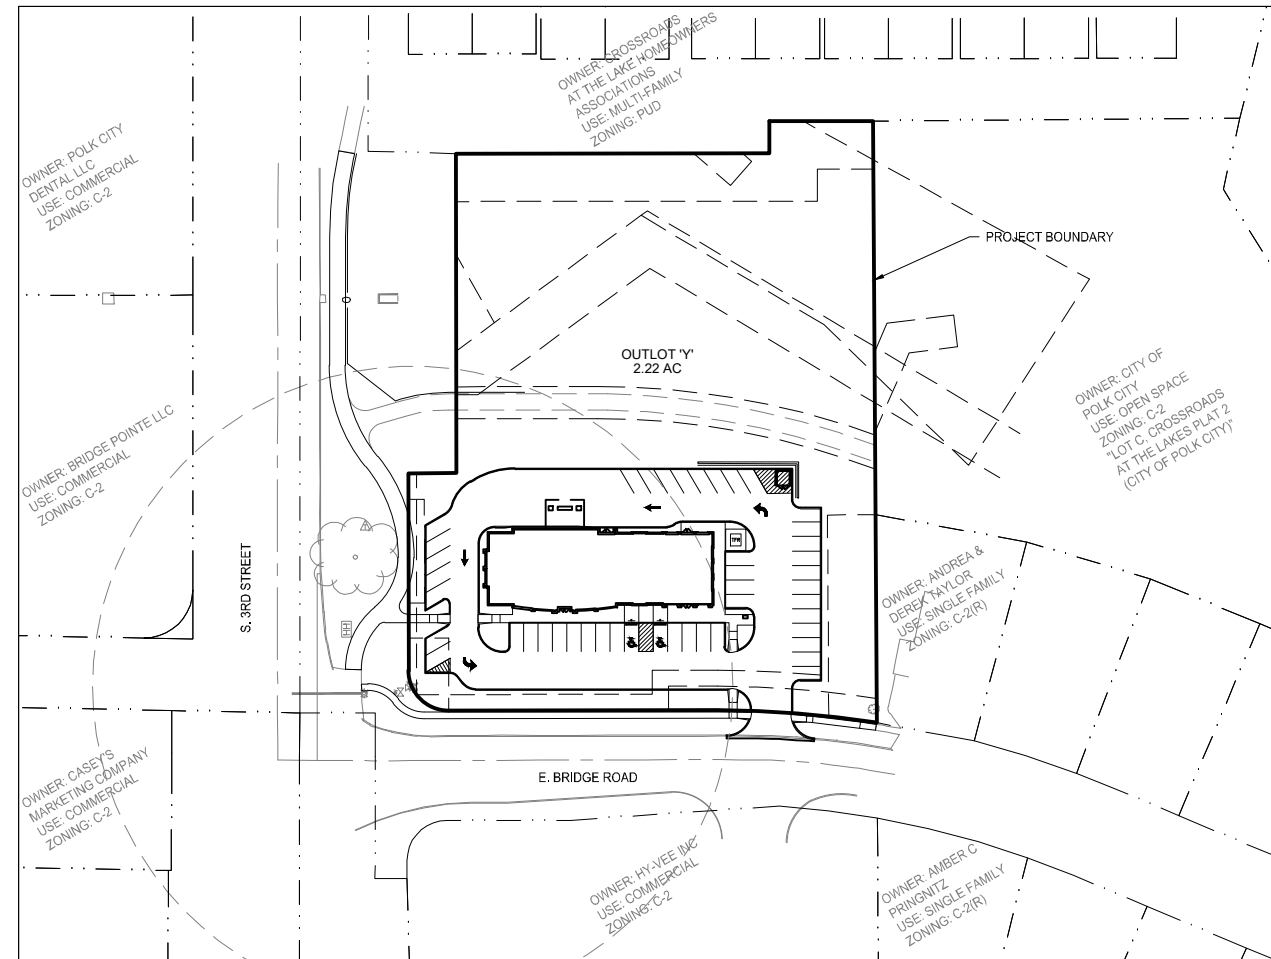 OWNER: CROSSROADS
AT THE LAKE HOMEOWNERS
ASSOCIATIONS
USE: MULTI-FAMILY
ZONING: PUD
OWNER: POLK CITY
DENTAL LLC
USE: COMMERCIAL
ZONING: C-2
PROJECT BOUNDARY
OUTLOT 'Y'
2.22 AC
OWNER: CITY OF
POLK CITY
USE: OPEN SPACE
ZONING: C-2
"LOT C, CROSSROADS
AT THE LAKES PLAT 2
(CITY OF POLK CITY)"
OWNER: BRIDGE POINTE LLC
USE: COMMERCIAL
ZONING: C-2
S. 3RD STREET
OWNER: ANDREA &
DEREK TAYLOR
USE: SINGLE FAMILY
ZONING: C-2(R)
HH
E. BRIDGE ROAD
OWNER: CASEY'S
MARKETING COMPANY
USE: COMMERCIAL
ZONING: C-2
OWNER: HY-VEE INC
USE: COMMERCIAL
ZONING: C-2
OWNER: AMBER C
PRINGNITZ
USE: SINGLE FAMILY
ZONING: C-2(R)